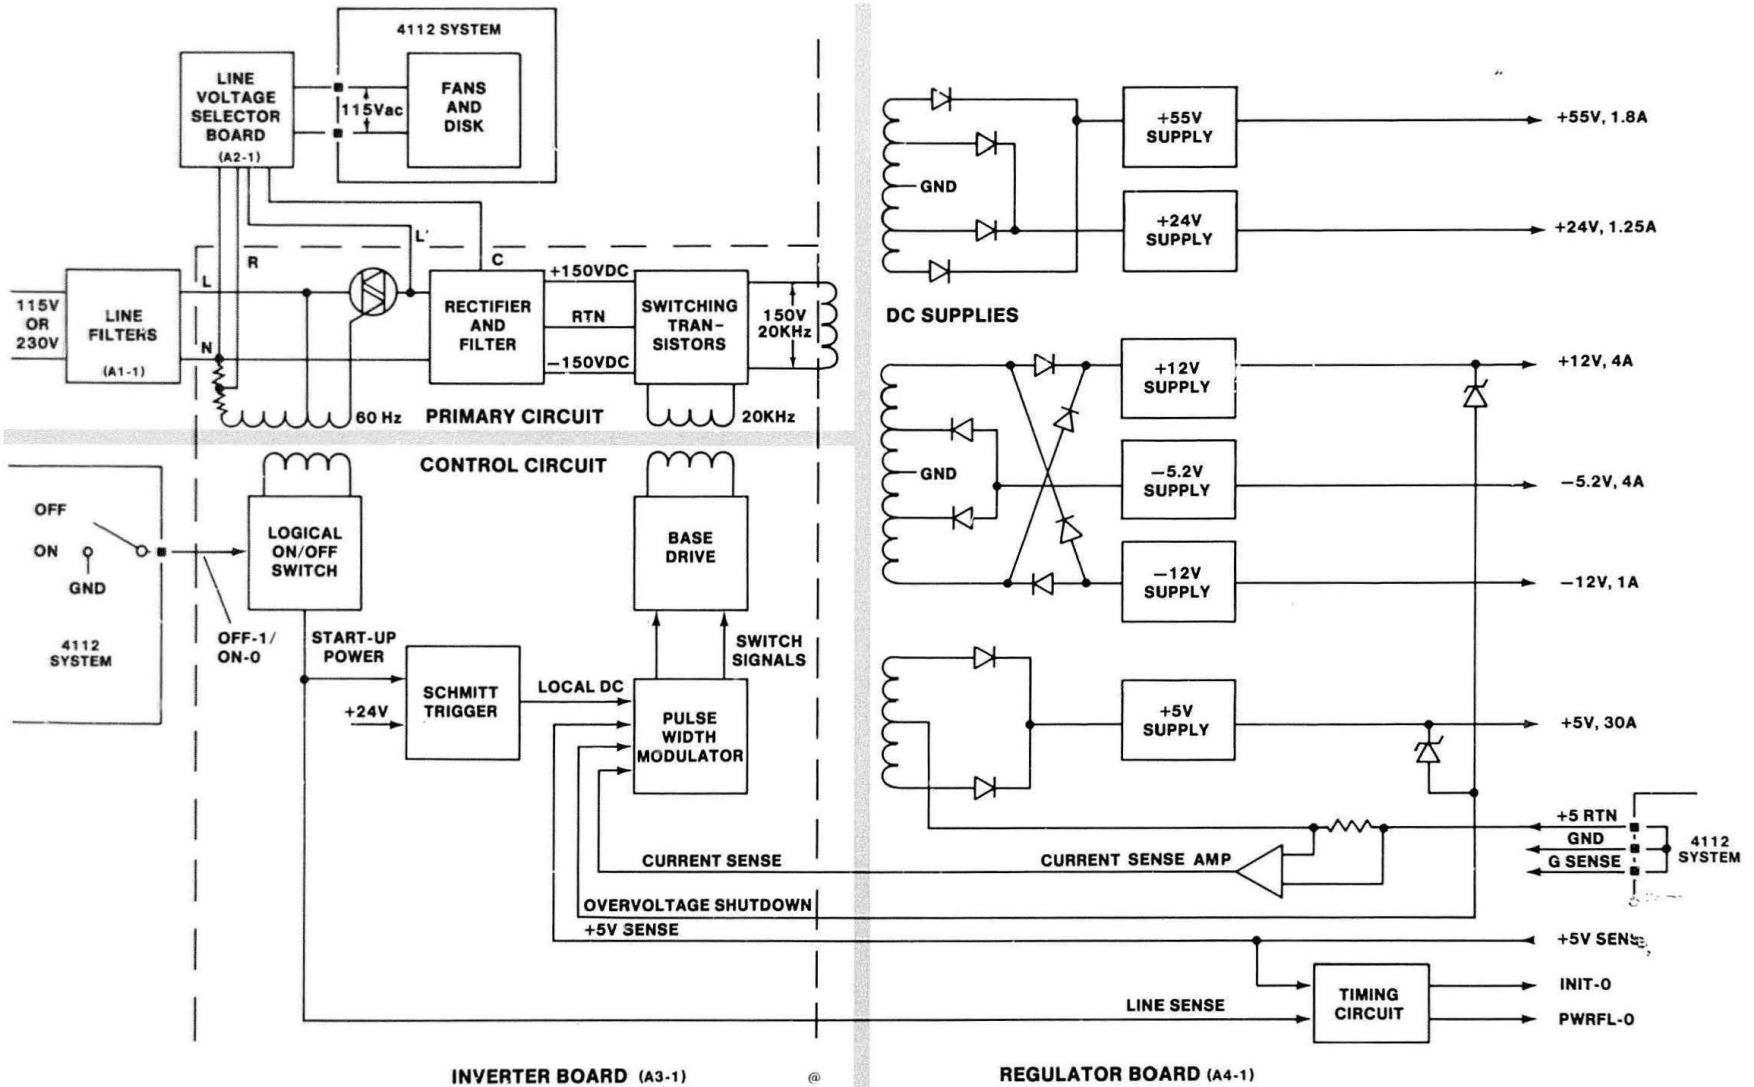 4112 SYSTEM
LINE
VOLTAGE
SELECTOR
BOARD
(A2-1)
115Vac
FANS
AND
DISK
L'
R
C
L
N
115V
OR
230V
LINE
FILTERS
(A1-1)
RECTIFIER
AND
FILTER
+150VDC
RTN
−150VDC
SWITCHING
TRAN-
SISTORS
150V
20KHz
60 Hz
PRIMARY CIRCUIT
20KHz
CONTROL CIRCUIT
OFF
ON
GND
4112
SYSTEM
LOGICAL
ON/OFF
SWITCH
OFF-1/
ON-0
START-UP
POWER
+24V
SCHMITT
TRIGGER
LOCAL DC
BASE
DRIVE
SWITCH
SIGNALS
PULSE
WIDTH
MODULATOR
CURRENT SENSE
OVERVOLTAGE SHUTDOWN
+5V SENSE
INVERTER BOARD (A3-1)
@
GND
+55V
SUPPLY
+55V, 1.8A
+24V
SUPPLY
+24V, 1.25A
DC SUPPLIES
+12V
SUPPLY
+12V, 4A
GND
−5.2V
SUPPLY
−5.2V, 4A
−12V
SUPPLY
−12V, 1A
+5V
SUPPLY
+5V, 30A
+5 RTN
GND
G SENSE
4112
SYSTEM
CURRENT SENSE AMP
+5V SENSE
TIMING
CIRCUIT
INIT-0
PWRFL-0
LINE SENSE
REGULATOR BOARD (A4-1)